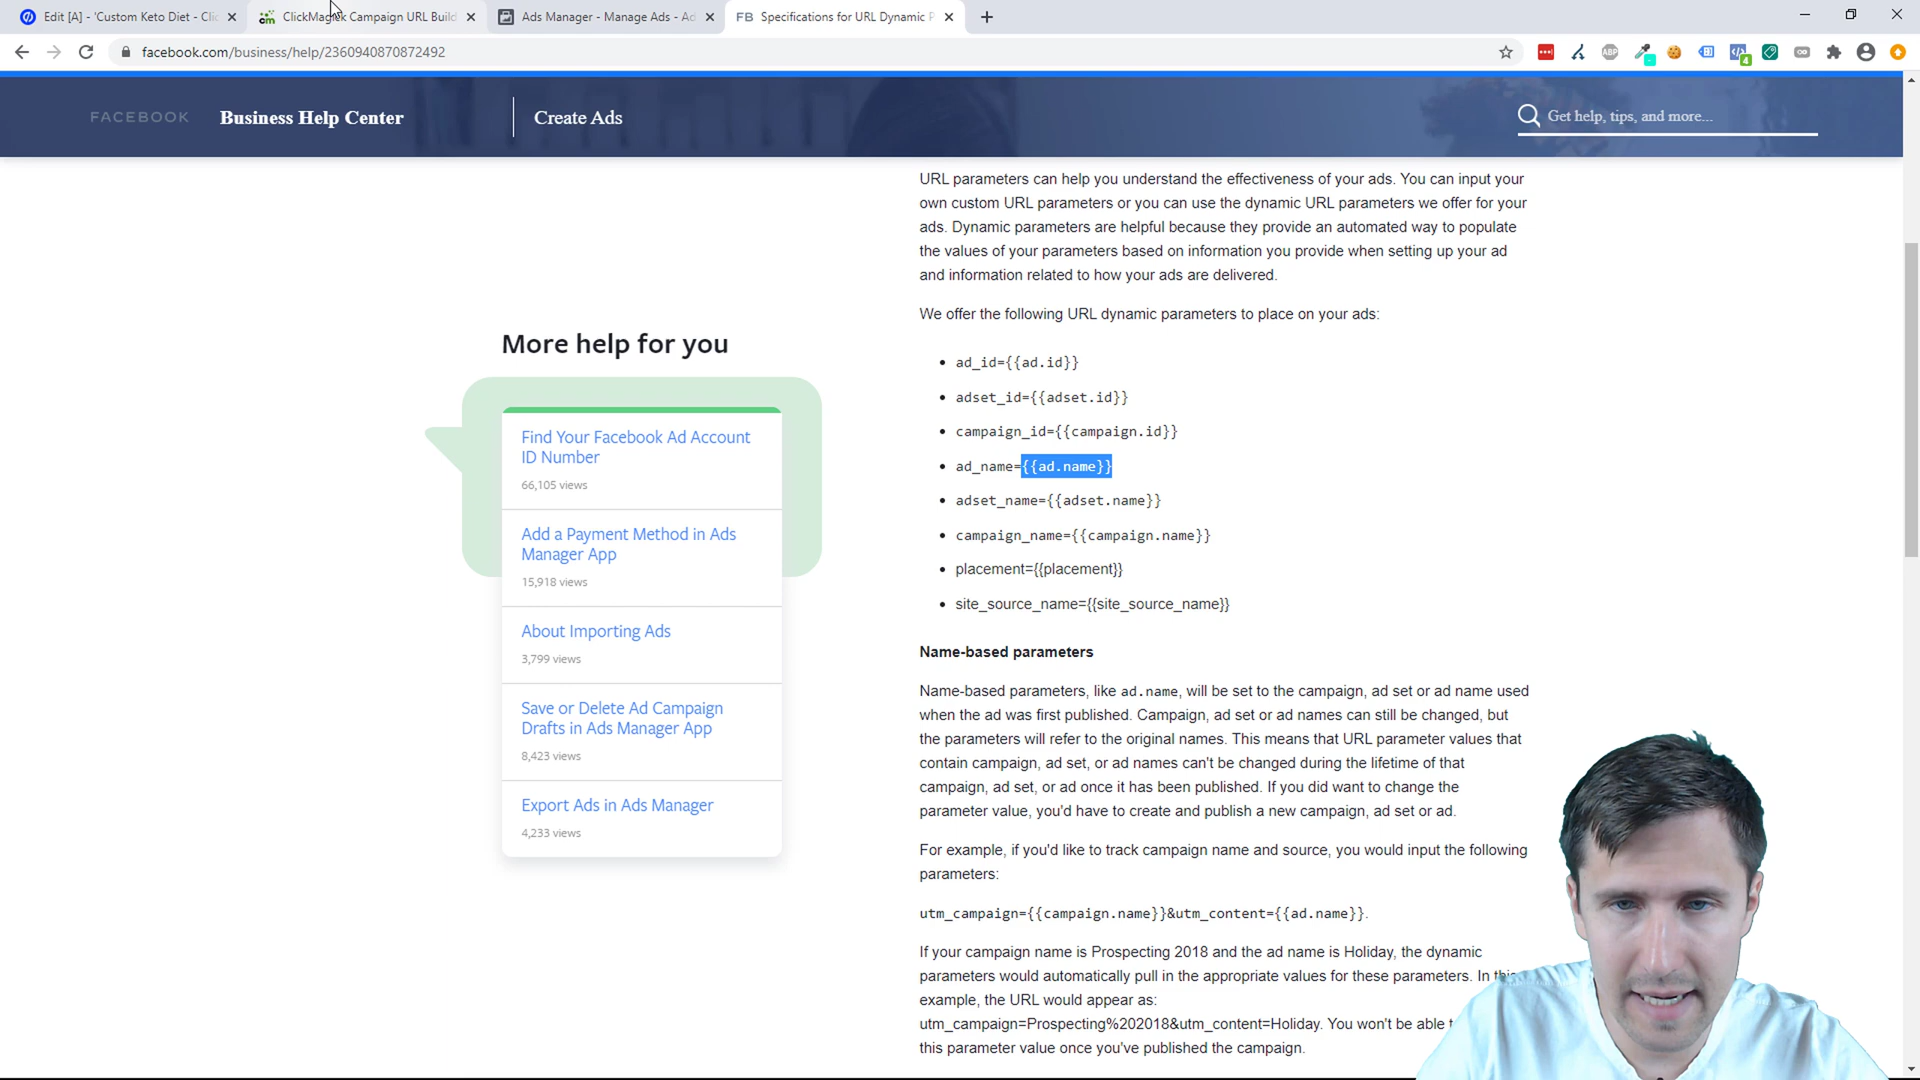 Edit [A] - 'Custom Keto Diet - Clic
ClickMagick Campaign URL Build
Ads Manager - Manage Ads - Ad
FB Specifications for URL Dynamic P
facebook.com/business/help/2360940870872492
FACEBOOK
Business Help Center
Create Ads
Get help, tips, and more...
URL parameters can help you understand the effectiveness of your ads. You can input your
own custom URL parameters or you can use the dynamic URL parameters we offer for your
ads. Dynamic parameters are helpful because they provide an automated way to populate
the values of your parameters based on information you provide when setting up your ad
and information related to how your ads are delivered.
We offer the following URL dynamic parameters to place on your ads:
• ad_id={{ad.id}}
• adset_id={{adset.id}}
• campaign_id={{campaign.id}}
• ad_name={{ad.name}}
• adset_name={{adset.name}}
• campaign_name={{campaign.name}}
• placement={{placement}}
• site_source_name={{site_source_name}}
More help for you
Find Your Facebook Ad Account
ID Number
66,105 views
Add a Payment Method in Ads
Manager App
15,918 views
About Importing Ads
3,799 views
Save or Delete Ad Campaign
Drafts in Ads Manager App
8,423 views
Export Ads in Ads Manager
4,233 views
Name-based parameters
Name-based parameters, like ad.name, will be set to the campaign, ad set or ad name used
when the ad was first published. Campaign, ad set or ad names can still be changed, but
the parameters will refer to the original names. This means that URL parameter values that
contain campaign, ad set, or ad names can't be changed during the lifetime of that
campaign, ad set, or ad once it has been published. If you did want to change the
parameter value, you'd have to create and publish a new campaign, ad set or ad.
For example, if you'd like to track campaign name and source, you would input the following
parameters:
utm_campaign={{campaign.name}}&utm_content={{ad.name}}.
If your campaign name is Prospecting 2018 and the ad name is Holiday, the dynamic
parameters would automatically pull in the appropriate values for these parameters. In this
example, the URL would appear as:
utm_campaign=Prospecting%202018&utm_content=Holiday. You won't be able
this parameter value once you've published the campaign.